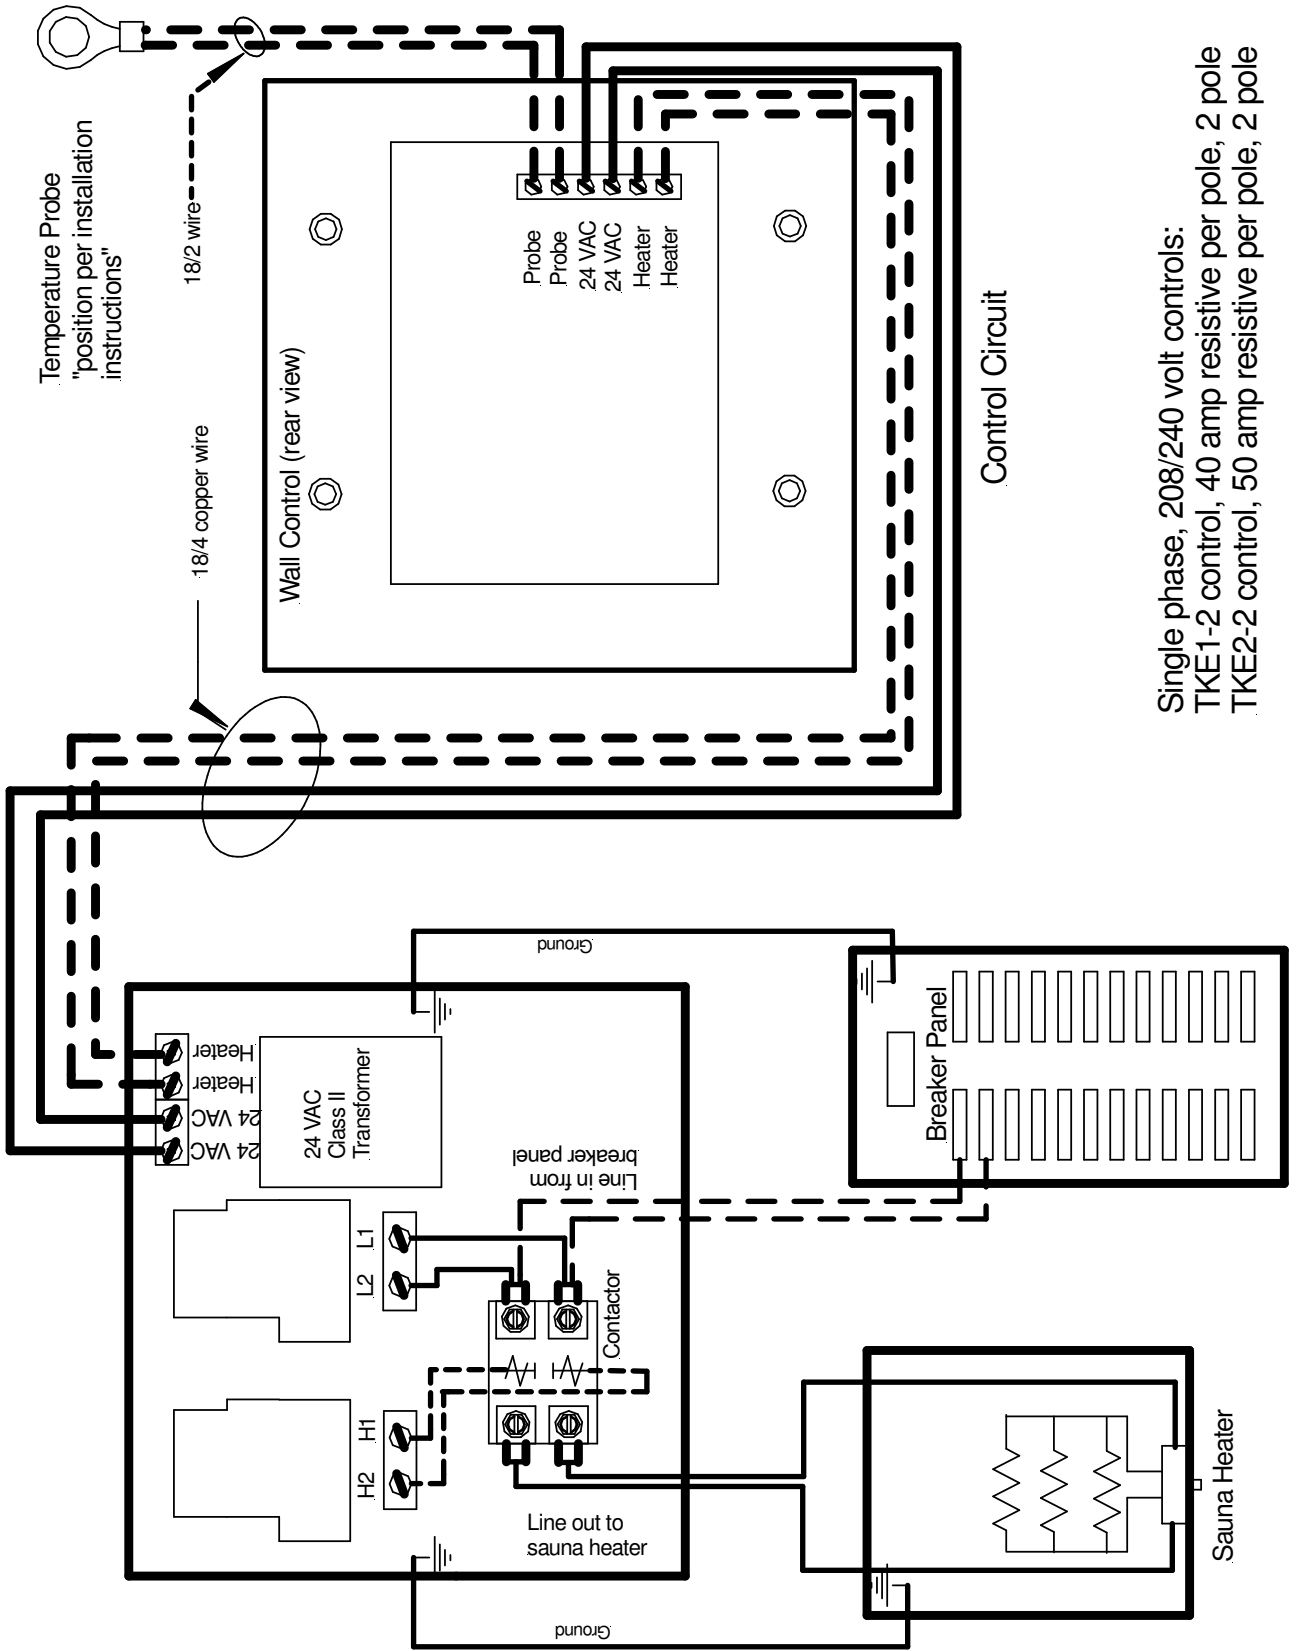 Temperature Probe
"position per installation
instructions"
18/2 wire
18/4 copper wire
Wall Control (rear view)
Probe
Probe
24 VAC
24 VAC
Heater
Heater
Control Circuit
Single phase, 208/240 volt controls:
TKE1-2 control, 40 amp resistive per pole, 2 pole
TKE2-2 control, 50 amp resistive per pole, 2 pole
24 VAC
24 VAC
Heater
Heater
24 VAC
Class II
Transformer
L2
L1
H2
H1
Line in from
breaker panel
Contactor
Line out to
sauna heater
Ground
Ground
Breaker Panel
Sauna Heater